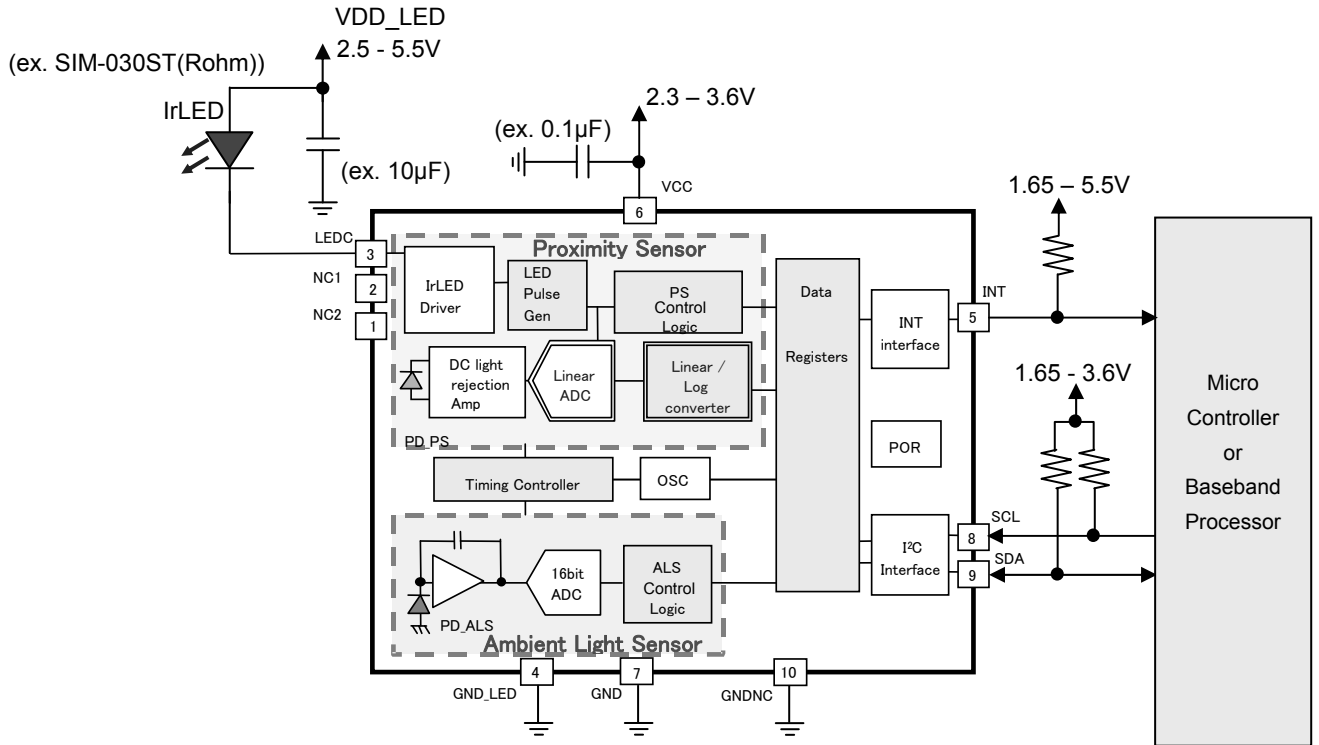 VDD_LED
2.5 - 5.5V
(ex. SIM-030ST(Rohm))
IrLED
(ex. 10µF)
2.3 – 3.6V
(ex. 0.1µF)
VCC
6
1.65 – 5.5V
LEDC
3
NC1
2
NC2
1
Proximity Sensor
IrLED
Driver
LED
Pulse
Gen
PS
Control
Logic
DC light
rejection
Amp
Linear
ADC
Linear /
Log
converter
PD_PS
Data
Registers
INT
interface
INT
5
1.65 - 3.6V
POR
Timing Controller
OSC
I²C
Interface
SCL
8
SDA
9
Micro
Controller
or
Baseband
Processor
16bit
ADC
ALS
Control
Logic
PD_ALS
Ambient Light Sensor
4
GND_LED
7
GND
10
GNDNC